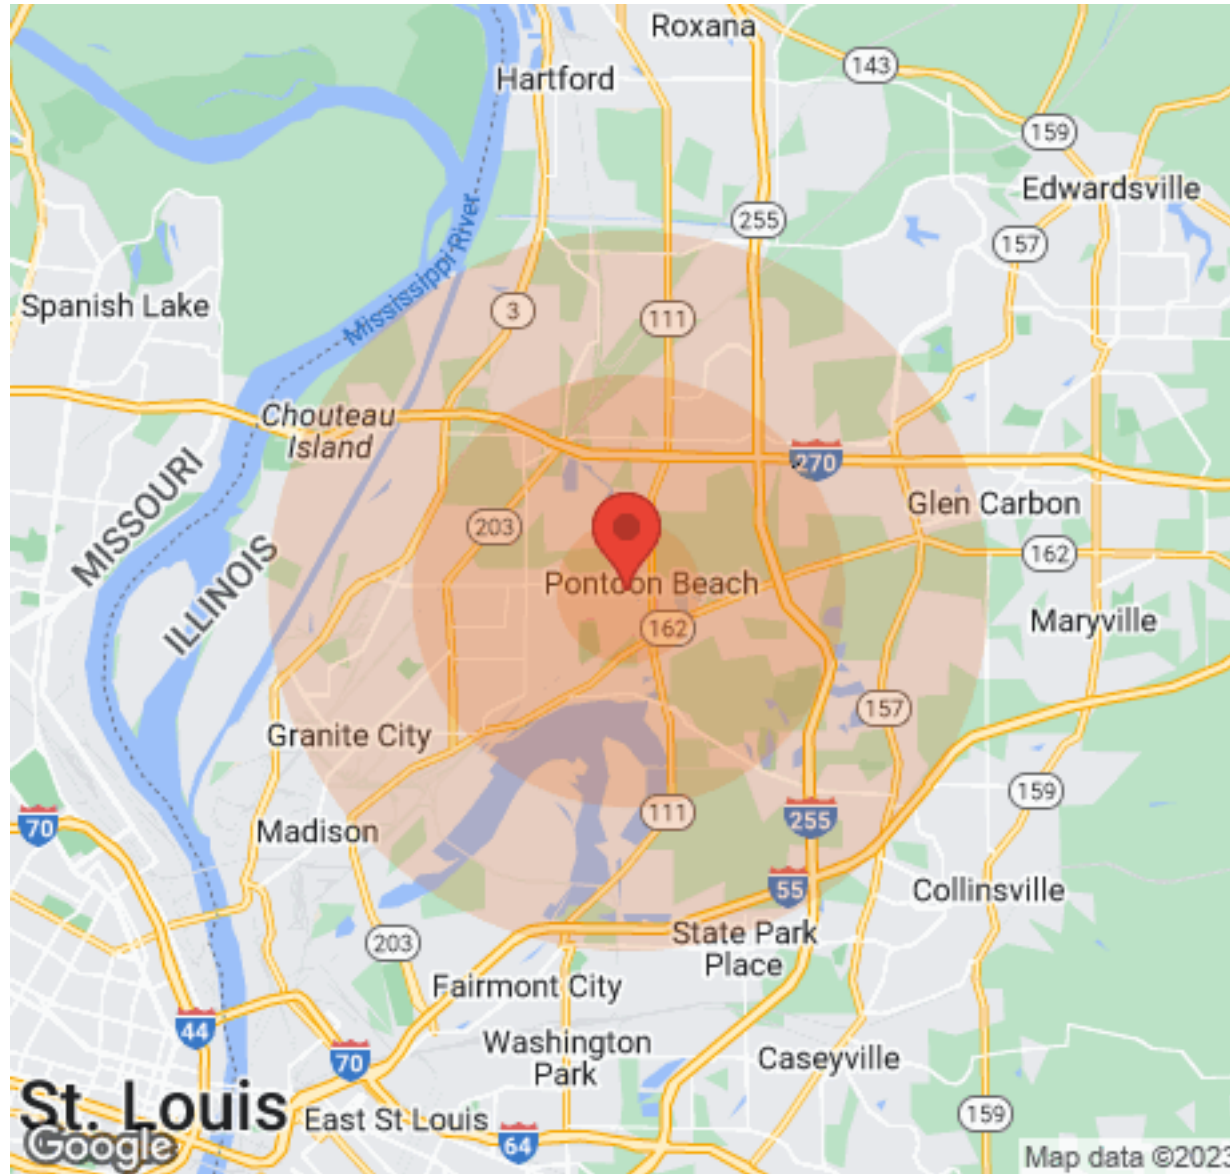 Roxana
143
Hartford
159
Edwardsville
255
157
Mississippi River
Spanish Lake
3
111
Chouteau
Island
270
MISSOURI
Glen Carbon
203
ILLINOIS
162
Pontoon Beach
162
Maryville
157
Granite City
159
111
255
70
Madison
55
Collinsville
State Park
Place
203
Fairmont City
44
Washington
Park
70
Caseyville
St. Louis
East St Louis
159
64
Google
Map data ©2023